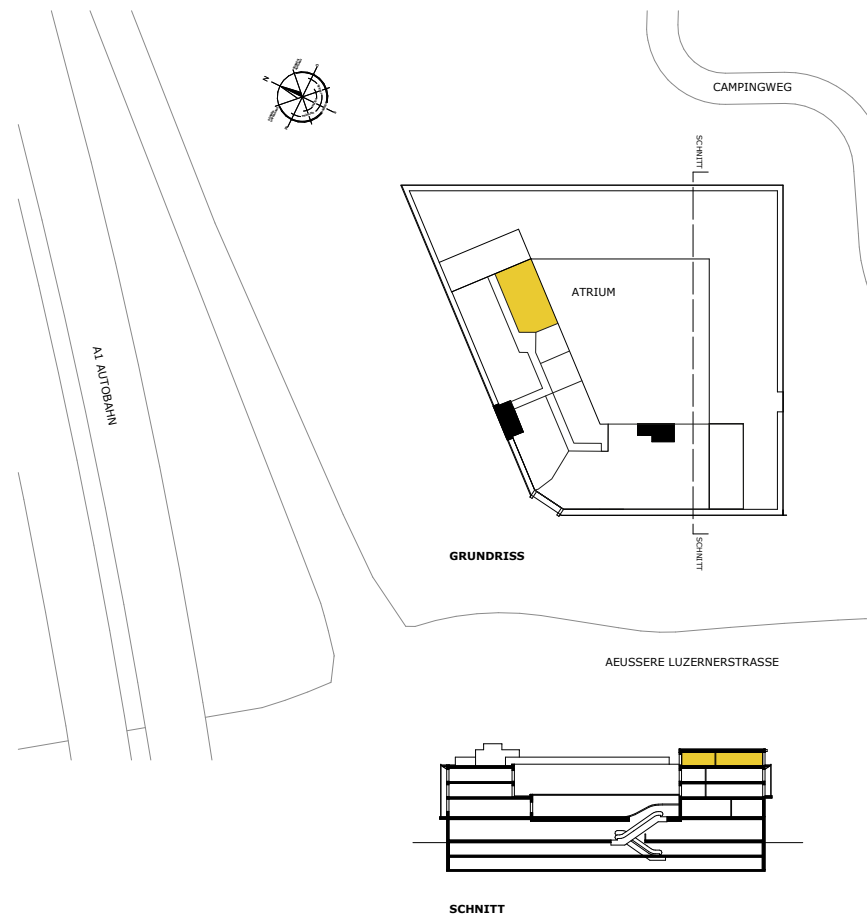 N
CAMPINGWEG
SCHNITT
ATRIUM
A1 AUTOBAHN
SCHNITT
GRUNDRISS
AEUSSERE LUZERNERSTRASSE
SCHNITT